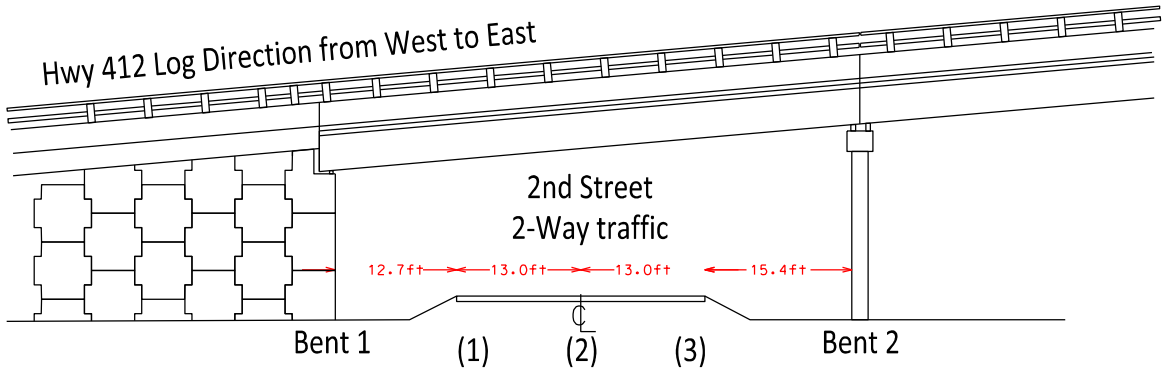 Hwy 412 Log Direction from West to East
2nd Street
2-Way traffic
12.7ft 13.0ft 13.0ft 15.4ft
C
L
Bent 1 (1) (2) (3) Bent 2